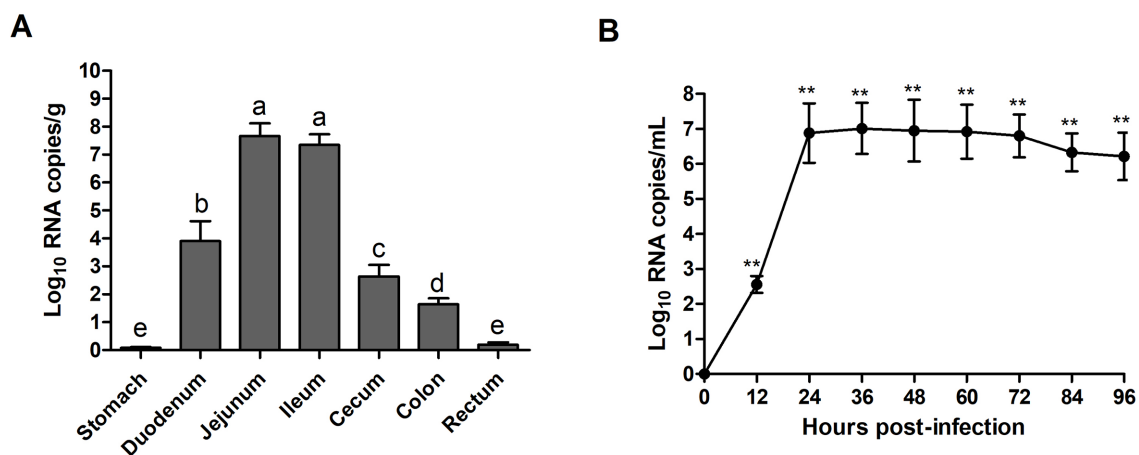 A
Log10 RNA copies/g
10
9
8
7
6
5
4
3
2
1
0
e
b
a
a
c
d
e
Stomach
Duodenum
Jejunum
Ileum
Cecum
Colon
Rectum
B
Log10 RNA copies/mL
8
7
6
5
4
3
2
1
0
**
**
**
**
**
**
**
**
0 12 24 36 48 60 72 84 96
Hours post-infection